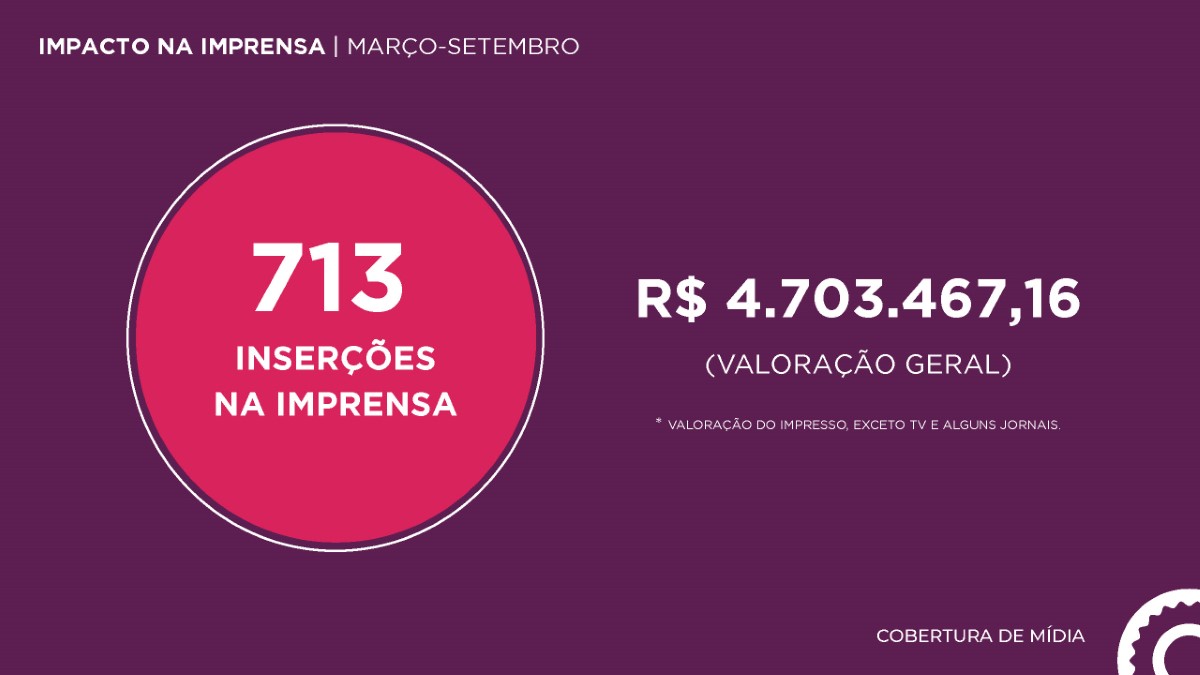 IMPACTO NA IMPRENSA | MARÇO-SETEMBRO
713
INSERÇÕES
NA IMPRENSA
R$ 4.703.467,16
(VALORAÇÃO GERAL)
* VALORAÇÃO DO IMPRESSO, EXCETO TV E ALGUNS JORNAIS.
COBERTURA DE MÍDIA